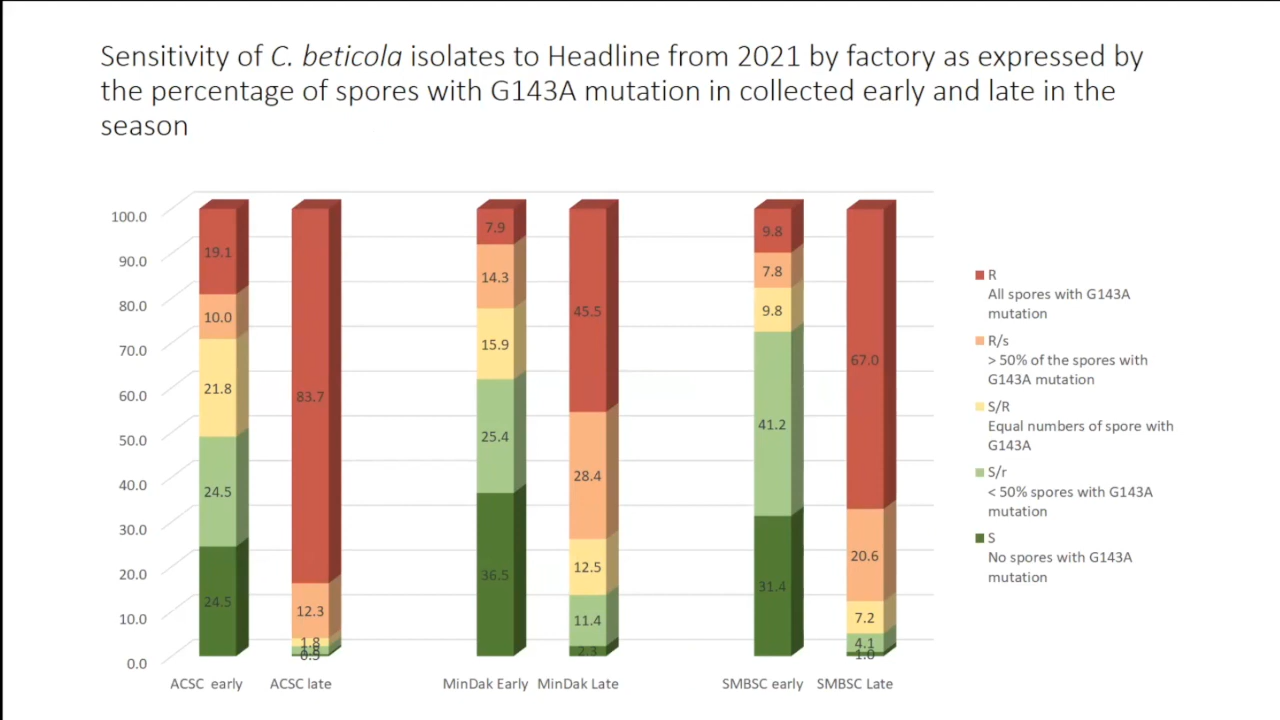 Sensitivity of C. beticola isolates to Headline from 2021 by factory as expressed by
the percentage of spores with G143A mutation in collected early and late in the
season
100.0
90.0
80.0
70.0
60.0
50.0
40.0
30.0
20.0
10.0
0.0
19.1
10.0
21.8
24.5
24.5
83.7
12.3
1.8
0.5
7.9
14.3
15.9
25.4
36.5
45.5
28.4
12.5
11.4
2.3
9.8
7.8
9.8
41.2
31.4
67.0
20.6
7.2
4.1
1.0
ACSC early
ACSC late
MinDak Early
MinDak Late
SMBSC early
SMBSC Late
R
All spores with G143A
mutation
R/s
> 50% of the spores with
G143A mutation
S/R
Equal numbers of spore with
G143A
S/r
< 50% spores with G143A
mutation
S
No spores with G143A
mutation